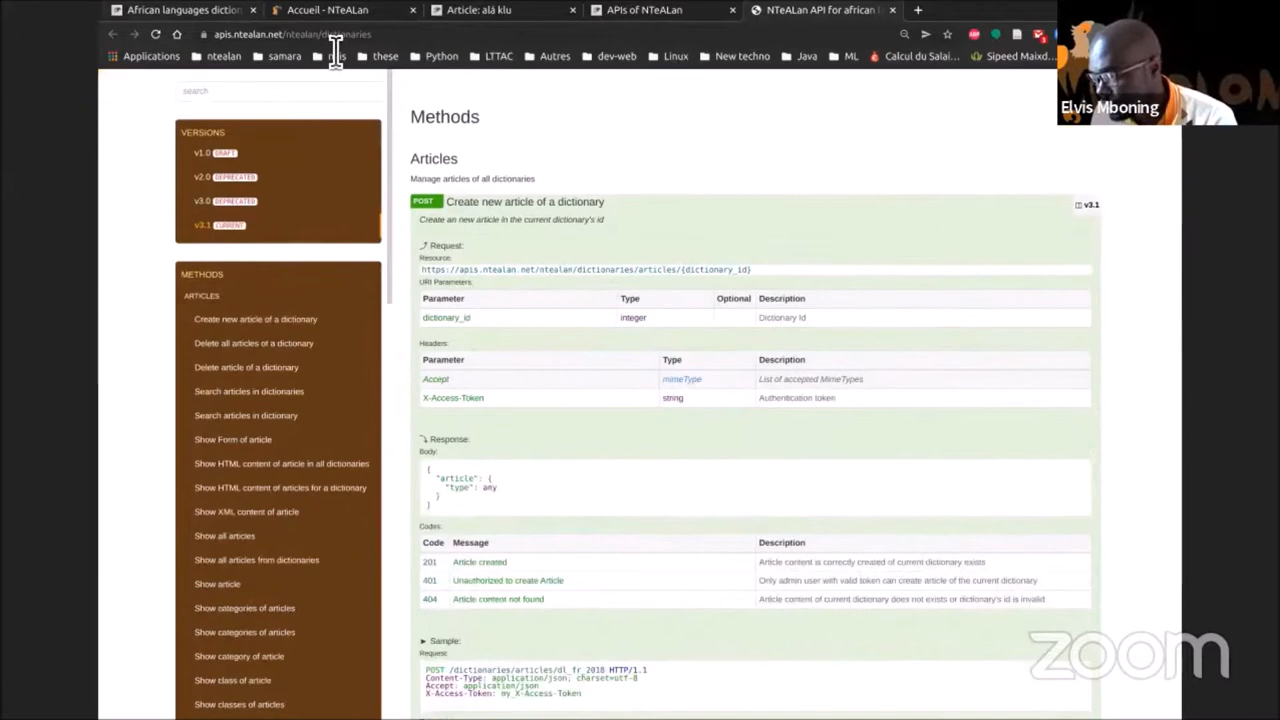 African languages diction
Accueil - NTeALan
Article: alá klu
APIs of NTeALan
NTeALan API for african l
apis.ntealan.net/ntealan/dictionaries
Applications
ntealan
samara
these
Python
LTTAC
Autres
dev-web
Linux
New techno
Java
ML
Calcul du Salai...
Sipeed Maixd...
Elvis Mboning
search
VERSIONS
v1.0 DRAFT
v2.0 DEPRECATED
v3.0 DEPRECATED
v3.1 CURRENT
METHODS
ARTICLES
Create new article of a dictionary
Delete all articles of a dictionary
Delete article of a dictionary
Search articles in dictionaries
Search articles in dictionary
Show Form of article
Show HTML content of article in all dictionaries
Show HTML content of articles for a dictionary
Show XML content of article
Show all articles
Show all articles from dictionaries
Show article
Show categories of articles
Show categories of articles
Show category of article
Show class of article
Show classes of articles
Methods
Articles
Manage articles of all dictionaries
POST Create new article of a dictionary
v3.1
Create an new article in the current dictionary's id
Request:
Resource:
https://apis.ntealan.net/ntealan/dictionaries/articles/{dictionary_id}
URI Parameters:
Parameter Type Optional Description
dictionary_id integer Dictionary Id
Headers:
Parameter Type Description
Accept mimeType List of accepted MimeTypes
X-Access-Token string Authentication token
Response:
Body:
{
"article": {
"type": any
}
}
Codes:
Code Message Description
201 Article created Article content is correctly created of current dictionary exists
401 Unauthorized to create Article Only admin user with valid token can create article of the current dictionary
404 Article content not found Article content of current dictionary does not exists or dictionary's id is invalid
Sample:
Request:
POST /dictionaries/articles/dl_fr_2018 HTTP/1.1
Content-Type: application/json; charset=utf-8
Accept: application/json
X-Access-Token: my_X-Access-Token
zoom